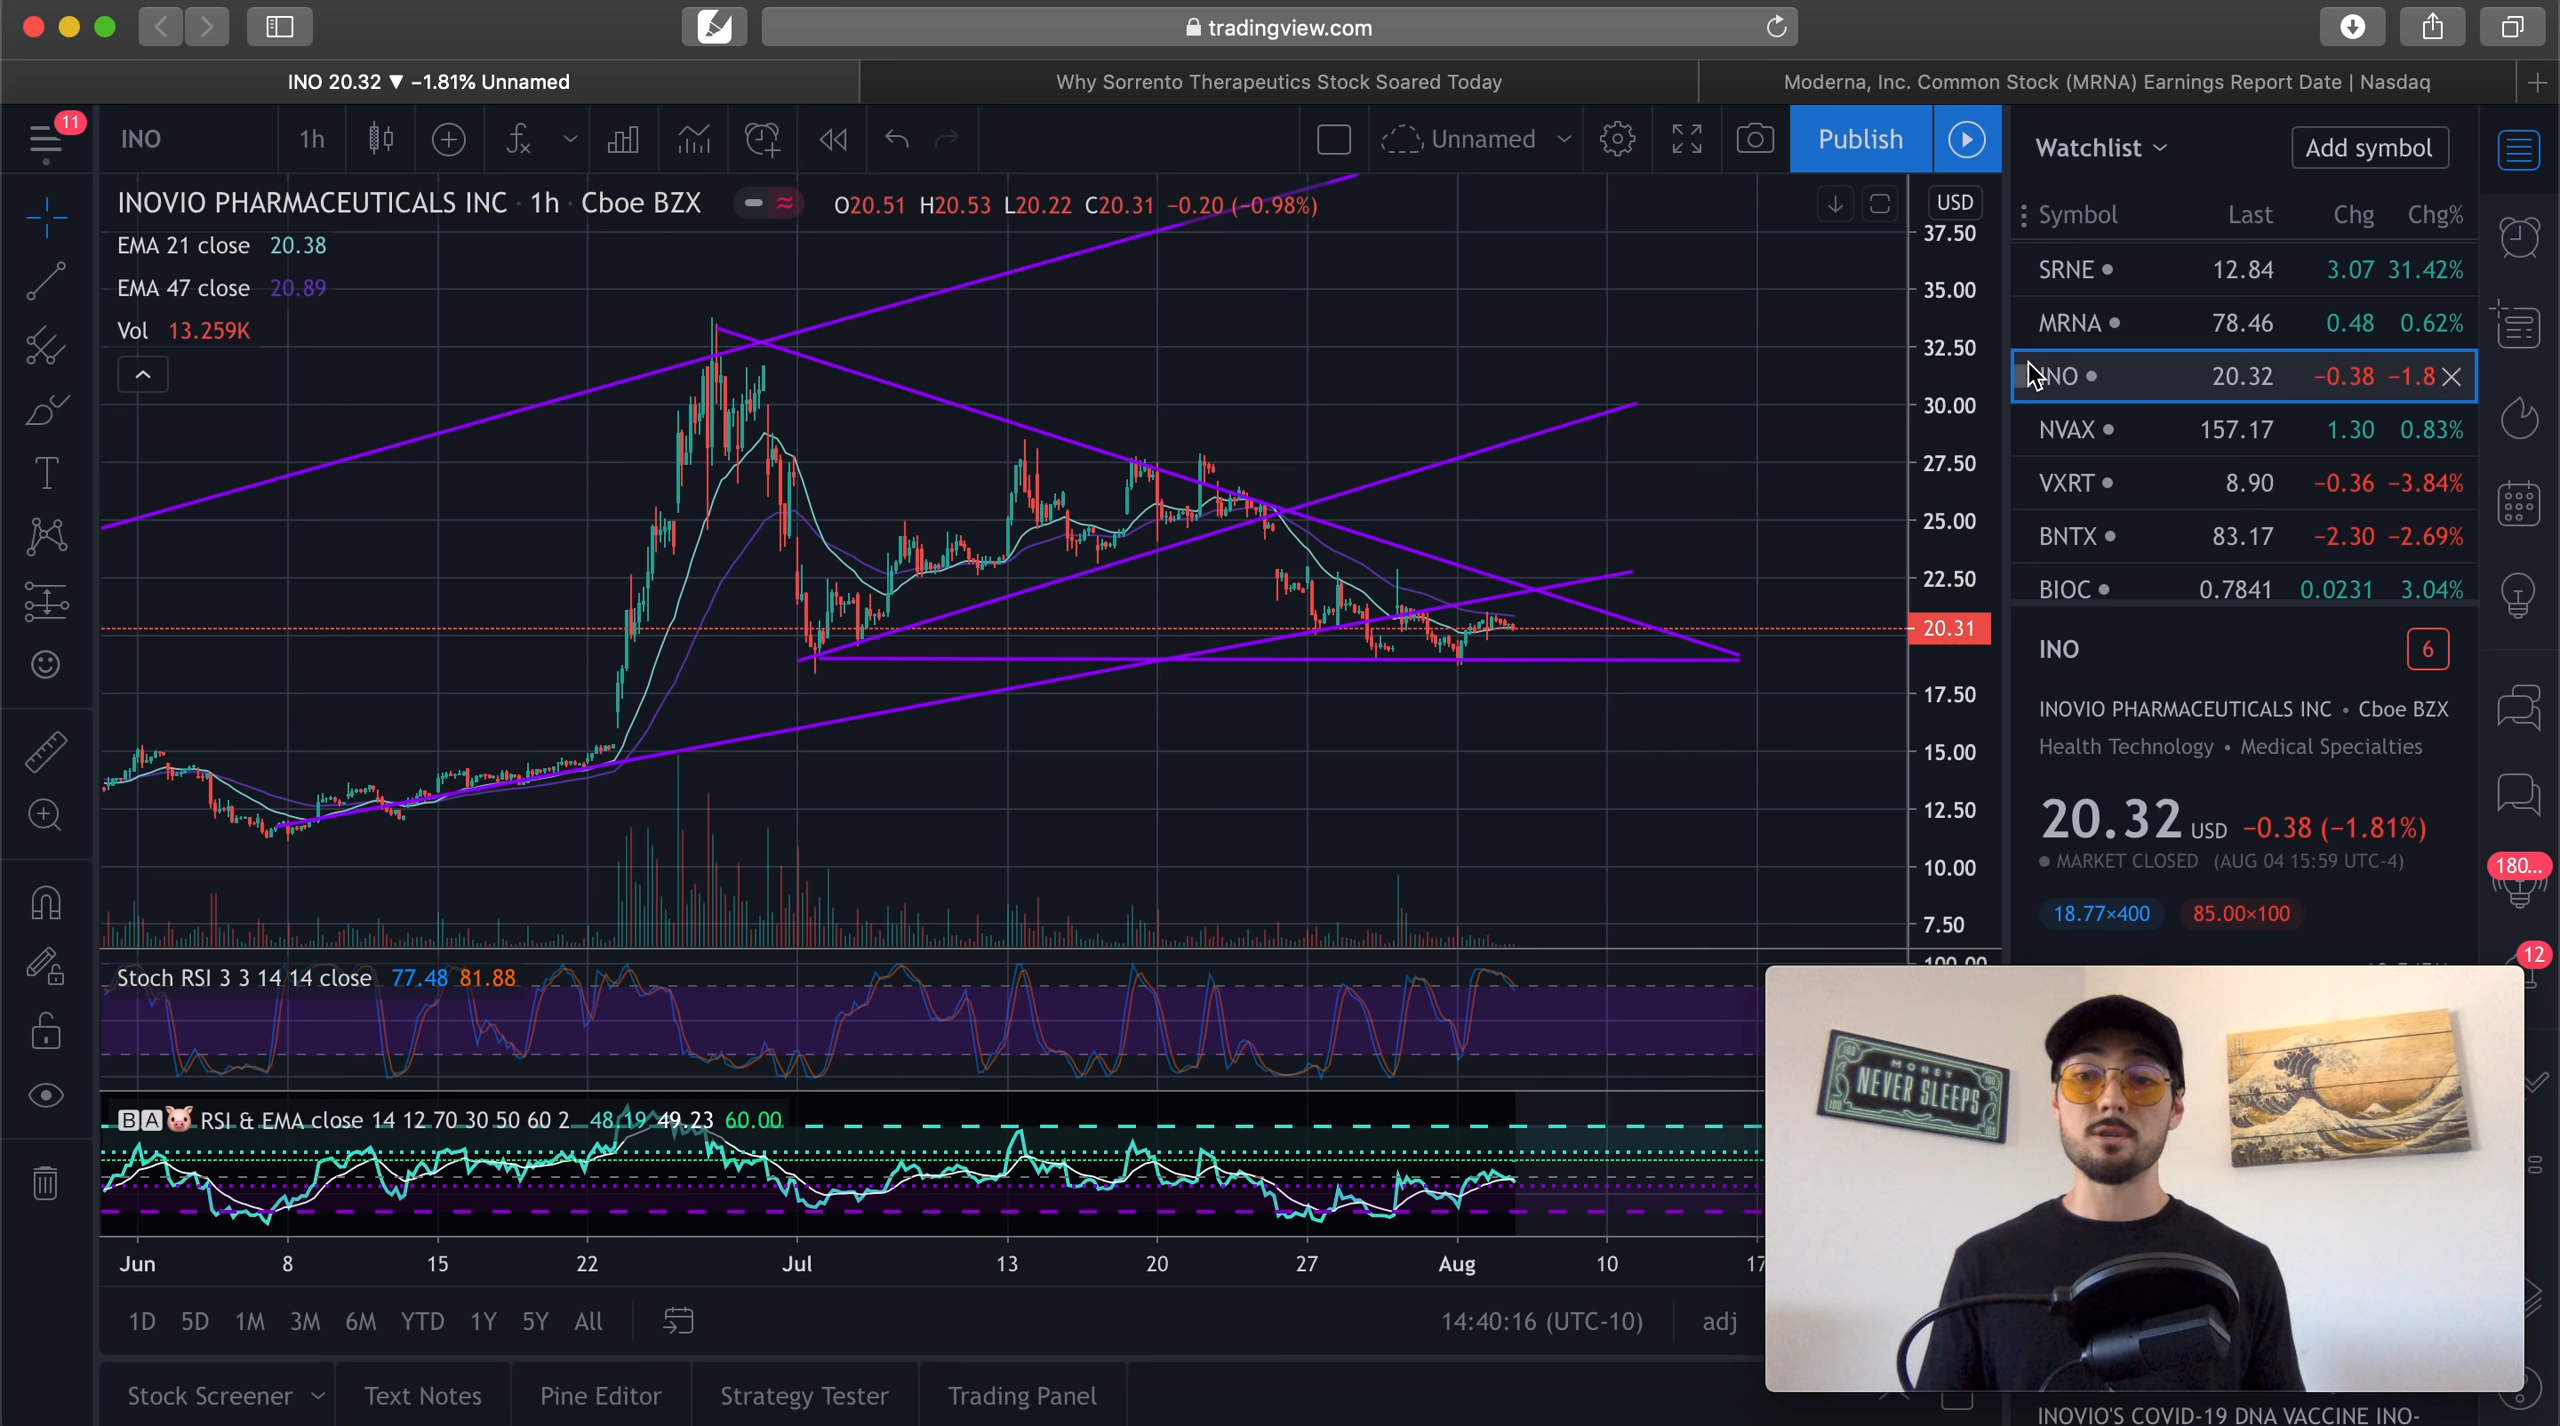 tradingview.com
INO 20.32 ▼ −1.81% Unnamed
Why Sorrento Therapeutics Stock Soared Today
Moderna, Inc. Common Stock (MRNA) Earnings Report Date | Nasdaq
11
INO
1h
Unnamed
Publish
Watchlist
Add symbol
INOVIO PHARMACEUTICALS INC · 1h · Cboe BZX
O20.51 H20.53 L20.22 C20.31 −0.20 (−0.98%)
USD
EMA 21 close 20.38
EMA 47 close 20.89
Vol 13.259K
37.50
35.00
32.50
30.00
27.50
25.00
22.50
20.31
17.50
15.00
12.50
10.00
7.50
100.00
Symbol Last Chg Chg%
SRNE 12.84 3.07 31.42%
MRNA 78.46 0.48 0.62%
INO 20.32 −0.38 −1.8
NVAX 157.17 1.30 0.83%
VXRT 8.90 −0.36 −3.84%
BNTX 83.17 −2.30 −2.69%
BIOC 0.7841 0.0231 3.04%
INO
6
INOVIO PHARMACEUTICALS INC • Cboe BZX
Health Technology • Medical Specialties
20.32 USD −0.38 (−1.81%)
MARKET CLOSED (AUG 04 15:59 UTC-4)
18.77×400 85.00×100
180...
12
Stoch RSI 3 3 14 14 close 77.48 81.88
BA🐷 RSI & EMA close 14 12 70 30 50 60 2 48.19 49.23 60.00
Jun 8 15 22 Jul 13 20 27 Aug 10 17
1D 5D 1M 3M 6M YTD 1Y 5Y All
14:40:16 (UTC-10)
adj
Stock Screener
Text Notes
Pine Editor
Strategy Tester
Trading Panel
100
100
MONEY
NEVER SLEEPS
100
100
INOVIO'S COVID-19 DNA VACCINE INO-